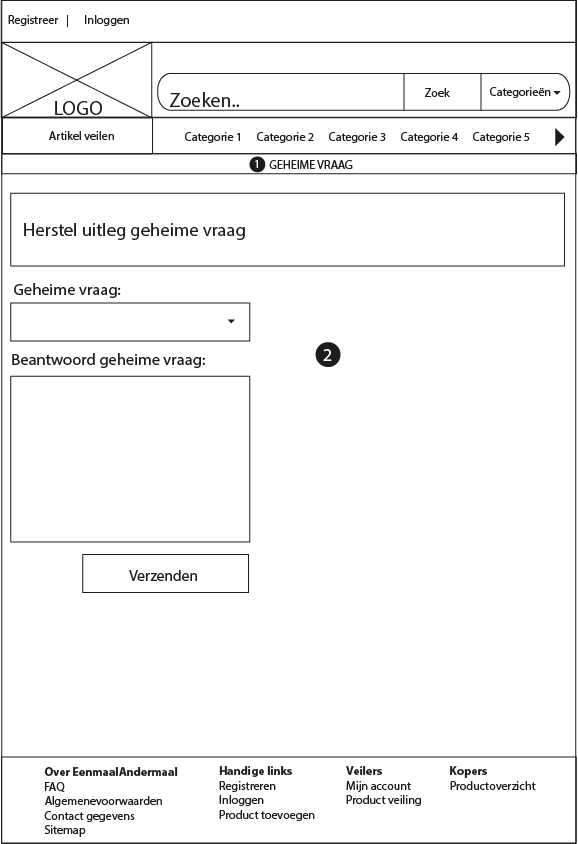 Registreer | Inloggen
LOGO
Zoeken..
Zoek
Categorieën
Artikel veilen
Categorie 1 Categorie 2 Categorie 3 Categorie 4 Categorie 5
1 GEHEIME VRAAG
Herstel uitleg geheime vraag
Geheime vraag:
2
Beantwoord geheime vraag:
Verzenden
Over EenmaalAndermaal
FAQ
Algemenevoorwaarden
Contact gegevens
Sitemap
Handige links
Registreren
Inloggen
Product toevoegen
Veilers
Mijn account
Product veiling
Kopers
Productoverzicht